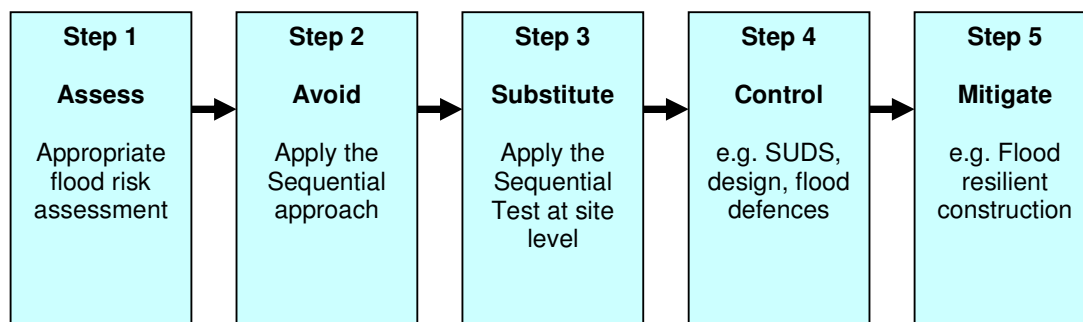 Step 1
Assess
Appropriate
flood risk
assessment
Step 2
Avoid
Apply the
Sequential
approach
Step 3
Substitute
Apply the
Sequential
Test at site
level
Step 4
Control
e.g. SUDS,
design, flood
defences
Step 5
Mitigate
e.g. Flood
resilient
construction